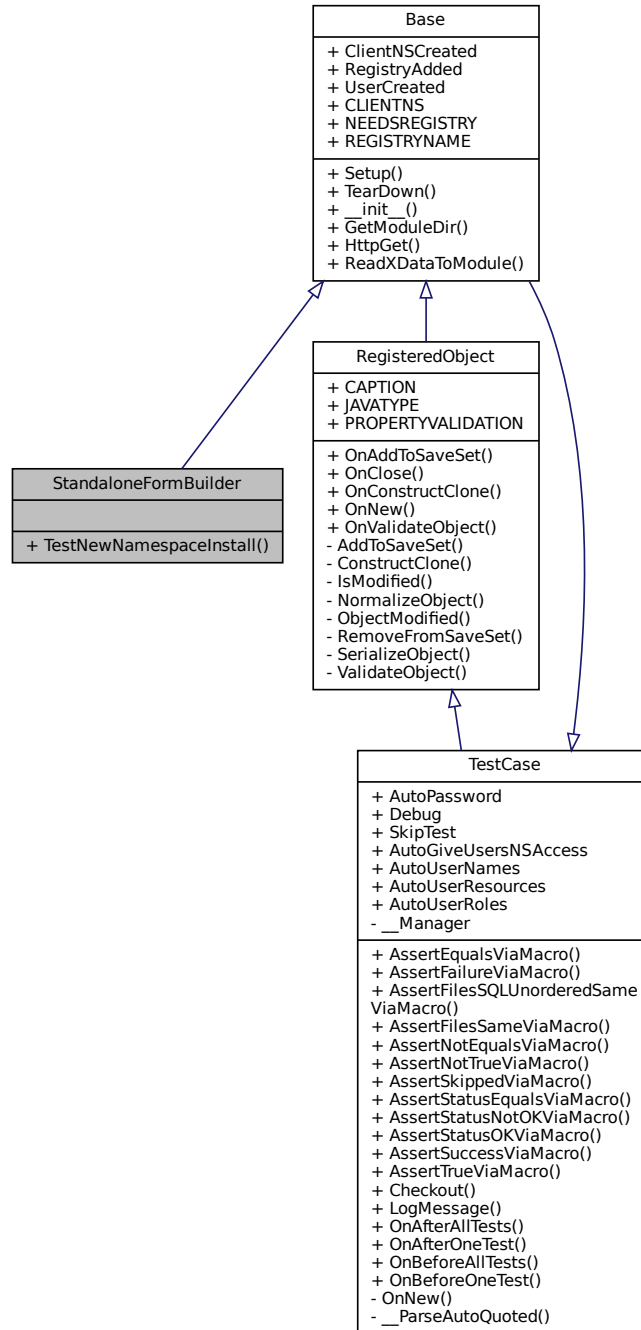 Base
+ ClientNSCreated
+ RegistryAdded
+ UserCreated
+ CLIENTNS
+ NEEDSREGISTRY
+ REGISTRYNAME
+ Setup()
+ TearDown()
+ __init__()
+ GetModuleDir()
+ HttpGet()
+ ReadXDataToModule()
RegisteredObject
+ CAPTION
+ JAVATYPE
+ PROPERTYVALIDATION
+ OnAddToSaveSet()
+ OnClose()
+ OnConstructClone()
+ OnNew()
+ OnValidateObject()
- AddToSaveSet()
- ConstructClone()
- IsModified()
- NormalizeObject()
- ObjectModified()
- RemoveFromSaveSet()
- SerializeObject()
- ValidateObject()
StandaloneFormBuilder
+ TestNewNamespaceInstall()
TestCase
+ AutoPassword
+ Debug
+ SkipTest
+ AutoGiveUsersNSAccess
+ AutoUserNames
+ AutoUserResources
+ AutoUserRoles
- __Manager
+ AssertEqualsViaMacro()
+ AssertFailureViaMacro()
+ AssertFilesSQLUnorderedSame
ViaMacro()
+ AssertFilesSameViaMacro()
+ AssertNotEqualsViaMacro()
+ AssertNotTrueViaMacro()
+ AssertSkippedViaMacro()
+ AssertStatusEqualsViaMacro()
+ AssertStatusNotOKViaMacro()
+ AssertStatusOKViaMacro()
+ AssertSuccessViaMacro()
+ AssertTrueViaMacro()
+ Checkout()
+ LogMessage()
+ OnAfterAllTests()
+ OnAfterOneTest()
+ OnBeforeAllTests()
+ OnBeforeOneTest()
- OnNew()
- __ParseAutoQuoted()